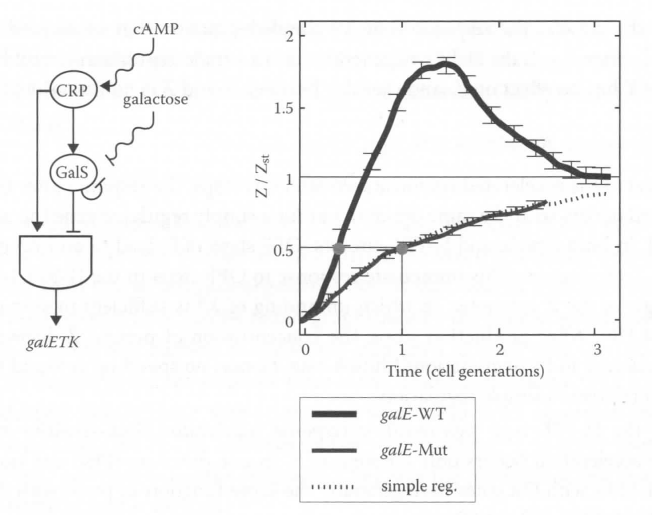 cAMP
CRP
galactose
GalS
galETK
2
1.5
1
0.5
0
Z / Z_st
0
1
2
3
Time (cell generations)
galE-WT
galE-Mut
simple reg.